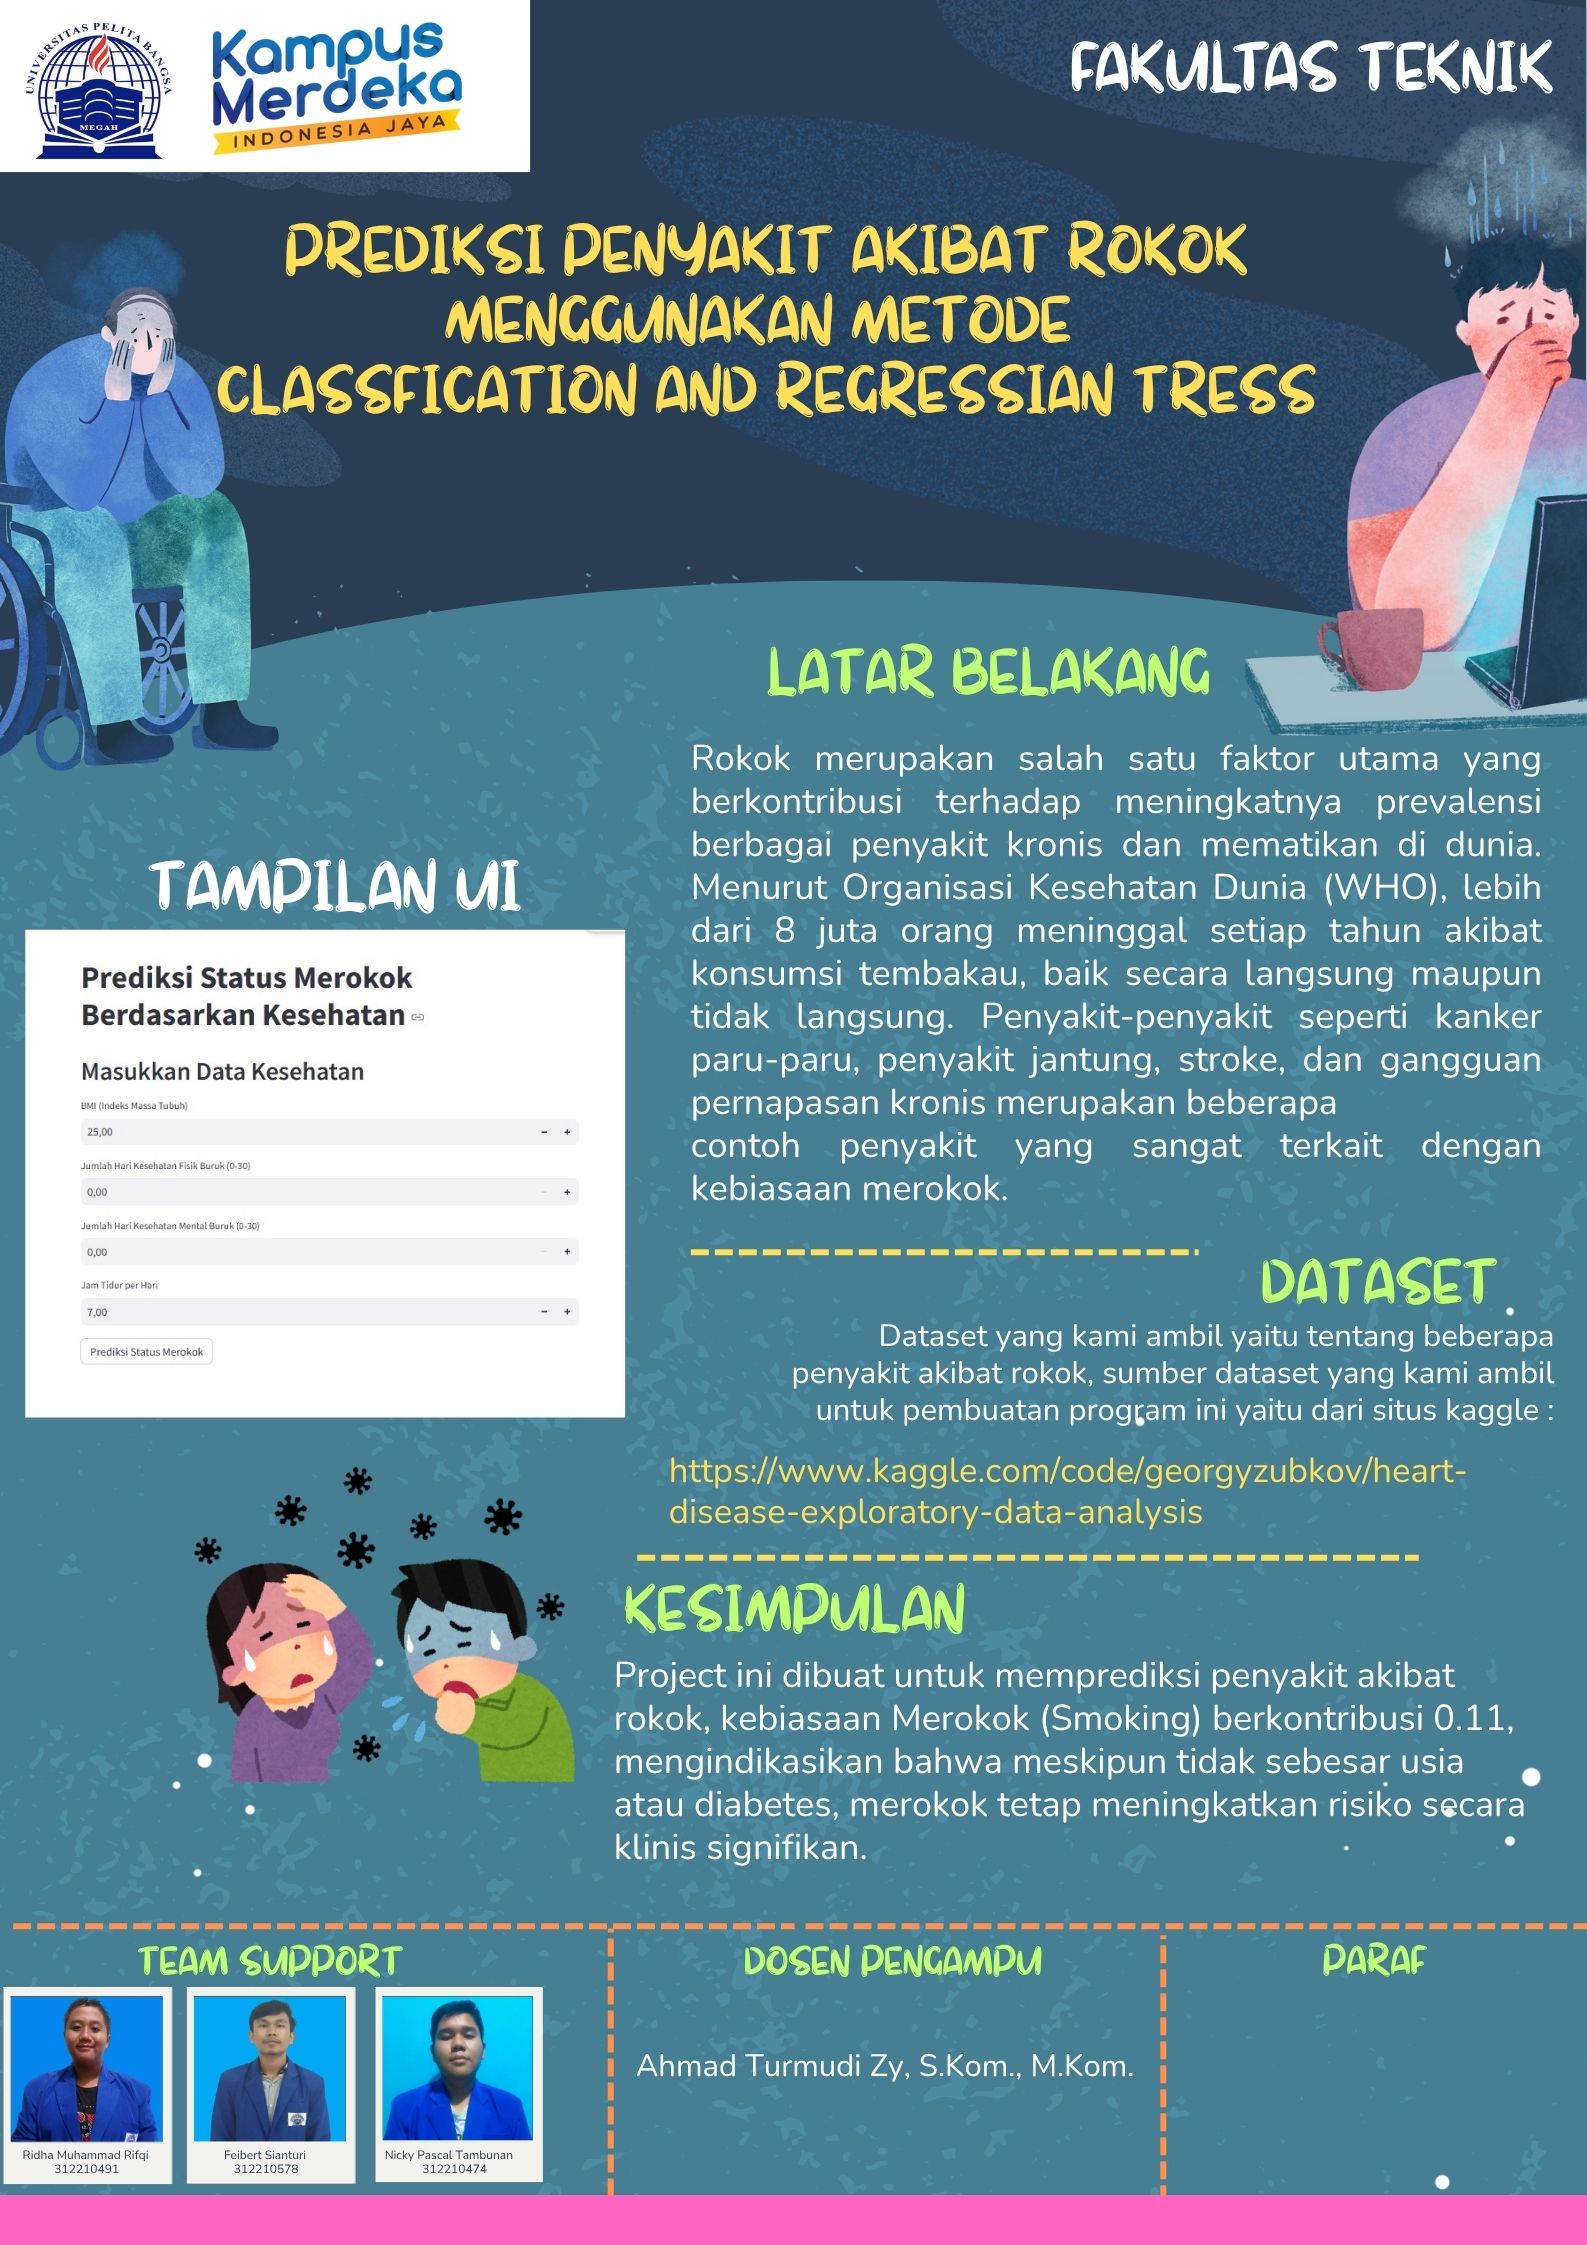 UNIVERSITAS PELITA BANGSA
MEGAH
Kampus
Merdeka
INDONESIA JAYA
FAKULTAS TEKNIK
PREDIKSI PENYAKIT AKIBAT ROKOK
MENGGUNAKAN METODE
CLASSFICATION AND REGRESSIAN TRESS
LATAR BELAKANG
Rokok merupakan salah satu faktor utama yang
berkontribusi terhadap meningkatnya prevalensi
berbagai penyakit kronis dan mematikan di dunia.
Menurut Organisasi Kesehatan Dunia (WHO), lebih
dari 8 juta orang meninggal setiap tahun akibat
konsumsi tembakau, baik secara langsung maupun
tidak langsung. Penyakit-penyakit seperti kanker
paru-paru, penyakit jantung, stroke, dan gangguan
pernapasan kronis merupakan beberapa
contoh penyakit yang sangat terkait dengan
kebiasaan merokok.
TAMPILAN UI
Prediksi Status Merokok
Berdasarkan Kesehatan
Masukkan Data Kesehatan
BMI (Indeks Massa Tubuh)
25,00 - +
Jumlah Hari Kesehatan Fisik Buruk (0-30)
0,00 - +
Jumlah Hari Kesehatan Mental Buruk (0-30)
0,00 - +
Jam Tidur per Hari
7,00 - +
Prediksi Status Merokok
DATASET
Dataset yang kami ambil yaitu tentang beberapa
penyakit akibat rokok, sumber dataset yang kami ambil
untuk pembuatan program ini yaitu dari situs kaggle :
https://www.kaggle.com/code/georgyzubkov/heart-
disease-exploratory-data-analysis
KESIMPULAN
Project ini dibuat untuk memprediksi penyakit akibat
rokok, kebiasaan Merokok (Smoking) berkontribusi 0.11,
mengindikasikan bahwa meskipun tidak sebesar usia
atau diabetes, merokok tetap meningkatkan risiko secara
klinis signifikan.
TEAM SUPPORT
Ridha Muhammad Rifqi
312210491
Feibert Sianturi
312210578
Nicky Pascal Tambunan
312210474
DOSEN PENGAMPU
Ahmad Turmudi Zy, S.Kom., M.Kom.
PARAF